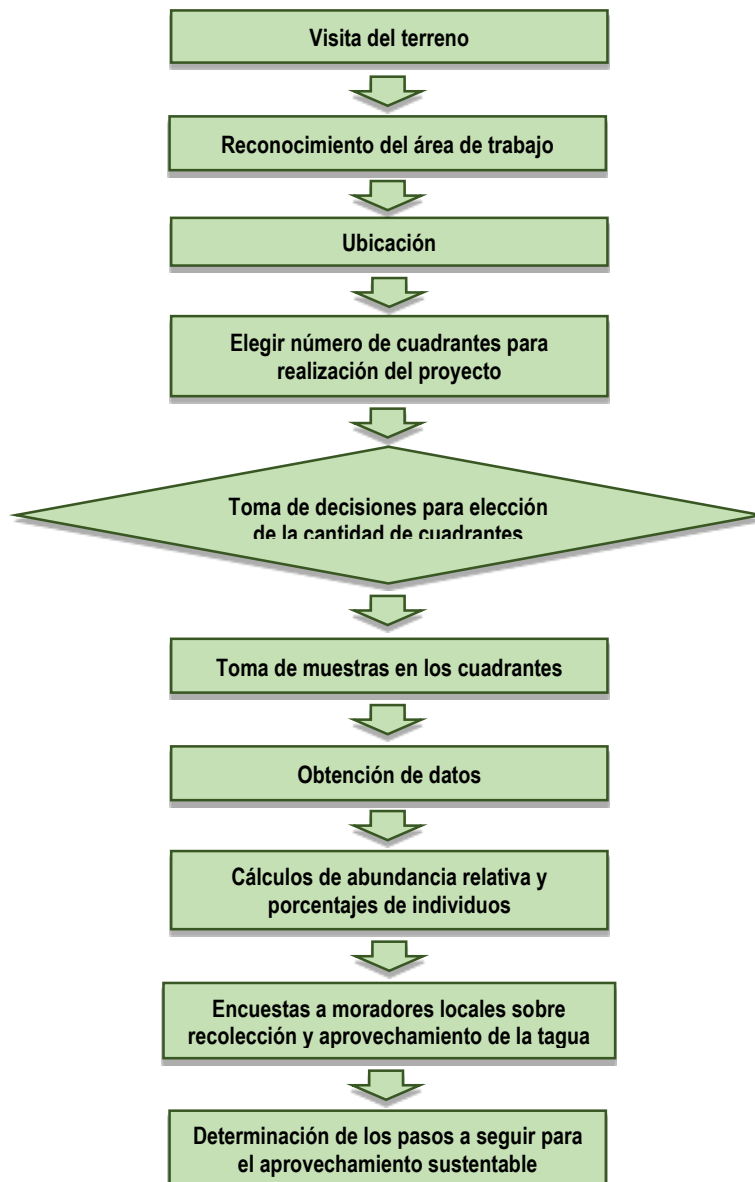 Visita del terreno
Reconocimiento del área de trabajo
Ubicación
Elegir número de cuadrantes para
realización del proyecto
Toma de decisiones para elección
de la cantidad de cuadrantes
Toma de muestras en los cuadrantes
Obtención de datos
Cálculos de abundancia relativa y
porcentajes de individuos
Encuestas a moradores locales sobre
recolección y aprovechamiento de la tagua
Determinación de los pasos a seguir para
el aprovechamiento sustentable